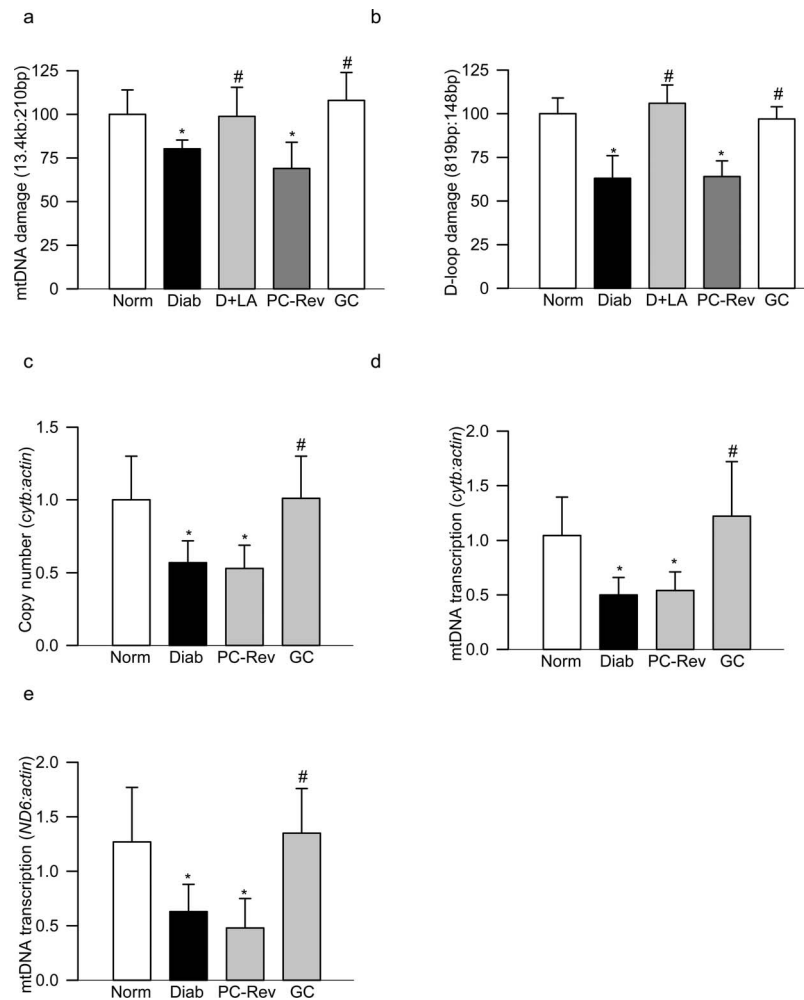 a
mtDNA damage (13.4kb:210bp)
125
100
75
50
25
0
*
#
*
#
Norm Diab D+LA PC-Rev GC
b
D-loop damage (819bp:148bp)
125
100
75
50
25
0
*
#
*
#
Norm Diab D+LA PC-Rev GC
c
Copy number (cytb:actin)
1.5
1.0
0.5
0.0
*
*
#
Norm Diab PC-Rev GC
d
mtDNA transcription (cytb:actin)
2.0
1.5
1.0
0.5
0.0
*
*
#
Norm Diab PC-Rev GC
e
mtDNA transcription (ND6:actin)
2.0
1.5
1.0
0.5
0.0
*
*
#
Norm Diab PC-Rev GC